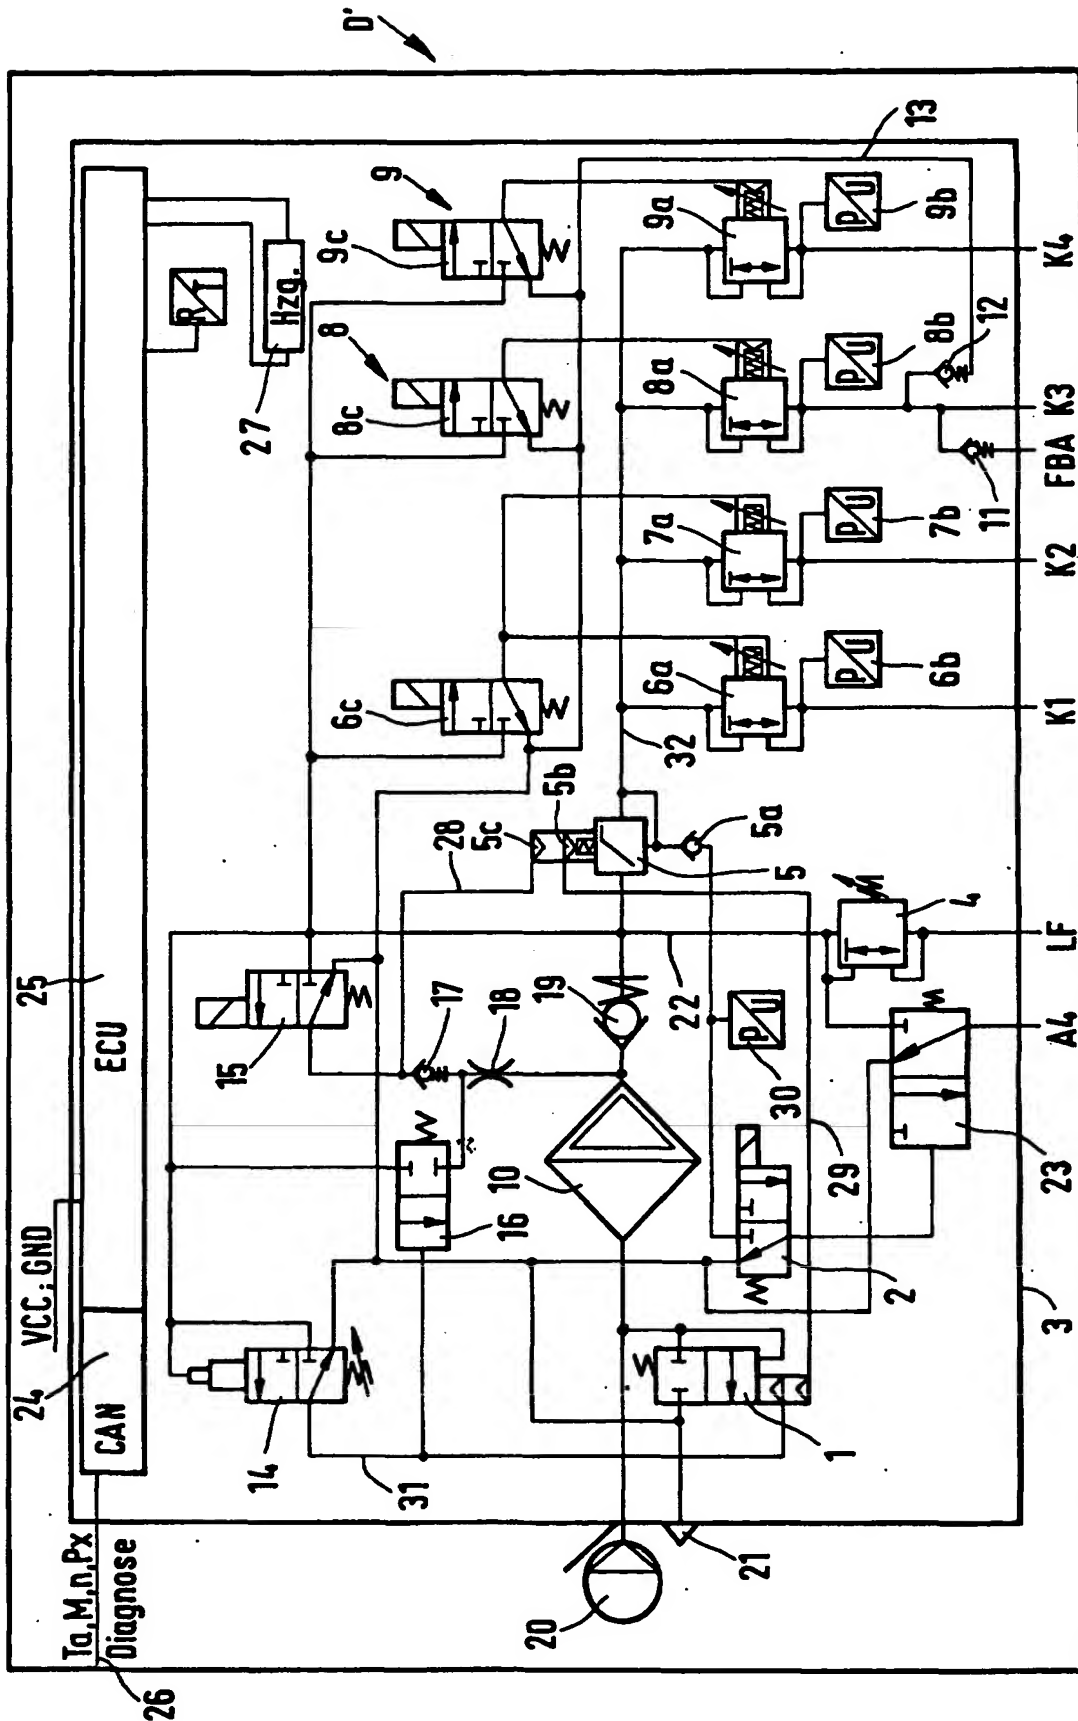 D'
26
Ta,M,n,Px
Diagnose
24
CAN
VCC;GND
25
ECU
R T
27
Hzg.
14
15
6c
8c
8
9c
9
31
16
17
18
28
5c
5b
20
21
10
19
22
32
5
5a
1
2
30
P U
29
23
4
3
6a
6b
P U
7a
7b
P U
8a
8b
P U
9a
9b
P U
11
12
13
A4
LF
K1
K2
FBA
K3
K4